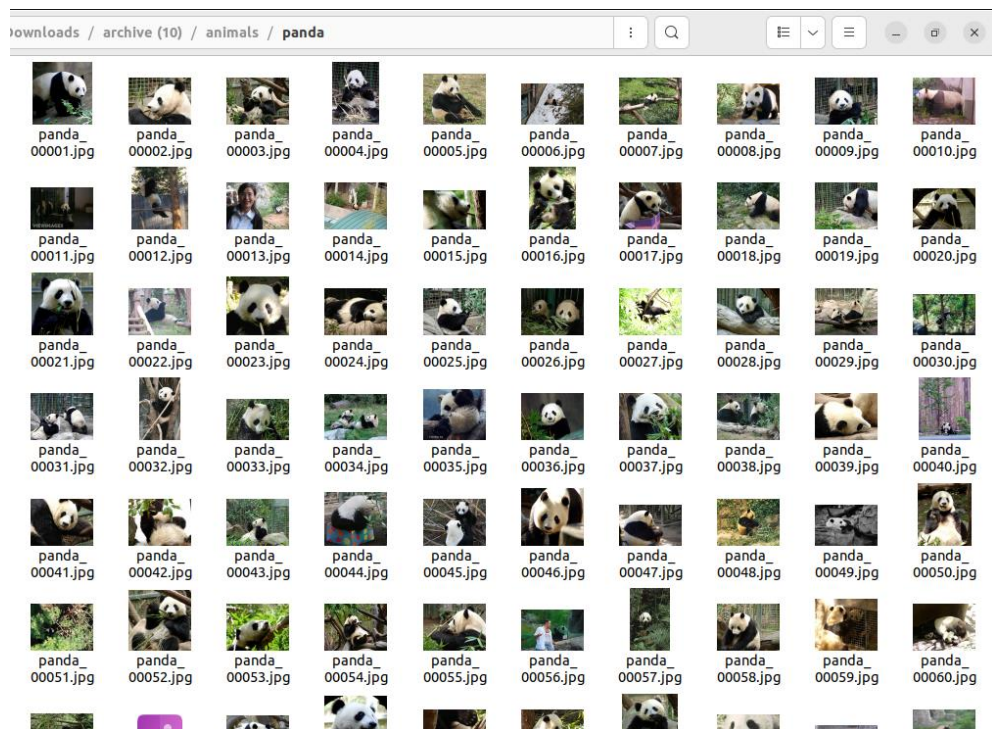 Downloads / archive (10) / animals / panda
panda_ panda_ panda_ panda_ panda_ panda_ panda_ panda_ panda_ panda_
00001.jpg 00002.jpg 00003.jpg 00004.jpg 00005.jpg 00006.jpg 00007.jpg 00008.jpg 00009.jpg 00010.jpg
panda_ panda_ panda_ panda_ panda_ panda_ panda_ panda_ panda_ panda_
00011.jpg 00012.jpg 00013.jpg 00014.jpg 00015.jpg 00016.jpg 00017.jpg 00018.jpg 00019.jpg 00020.jpg
panda_ panda_ panda_ panda_ panda_ panda_ panda_ panda_ panda_ panda_
00021.jpg 00022.jpg 00023.jpg 00024.jpg 00025.jpg 00026.jpg 00027.jpg 00028.jpg 00029.jpg 00030.jpg
panda_ panda_ panda_ panda_ panda_ panda_ panda_ panda_ panda_ panda_
00031.jpg 00032.jpg 00033.jpg 00034.jpg 00035.jpg 00036.jpg 00037.jpg 00038.jpg 00039.jpg 00040.jpg
panda_ panda_ panda_ panda_ panda_ panda_ panda_ panda_ panda_ panda_
00041.jpg 00042.jpg 00043.jpg 00044.jpg 00045.jpg 00046.jpg 00047.jpg 00048.jpg 00049.jpg 00050.jpg
panda_ panda_ panda_ panda_ panda_ panda_ panda_ panda_ panda_ panda_
00051.jpg 00052.jpg 00053.jpg 00054.jpg 00055.jpg 00056.jpg 00057.jpg 00058.jpg 00059.jpg 00060.jpg